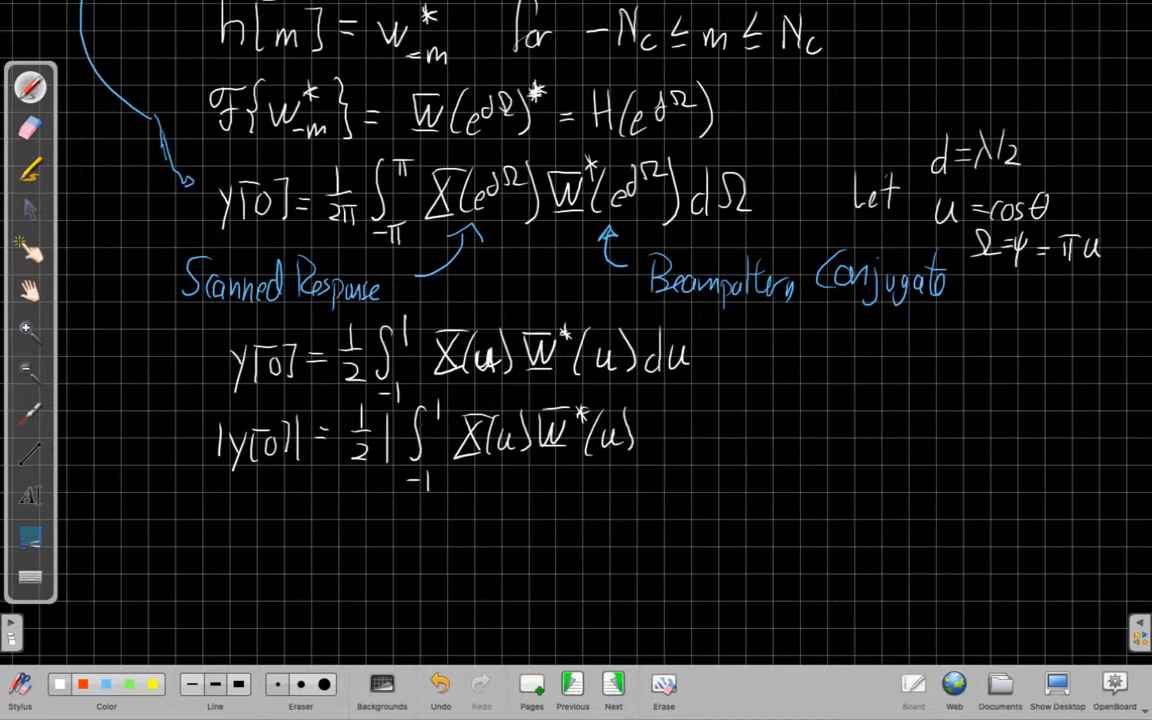 h[m] = w*_{-m} for -N_c ≤ m ≤ N_c
F{w*_{-m}} = W(e^{jΩ})* = H(e^{jΩ})
y[0] = 1/2π ∫_{-π}^{π} X(e^{jΩ}) W*(e^{jΩ}) dΩ
Let d = λ/2
u = cosθ
Ω = ψ = πu
Scanned Response
Beampattern Conjugate
y[0] = 1/2 ∫_{-1}^{1} X(u) W*(u) du
|y[0]| = 1/2 | ∫_{-1}^{1} X(u) W*(u)
Stylus
Color
Line
Eraser
Backgrounds
Undo
Redo
Pages
Previous
Next
Erase
Board
Web
Documents
Show Desktop
OpenBoard